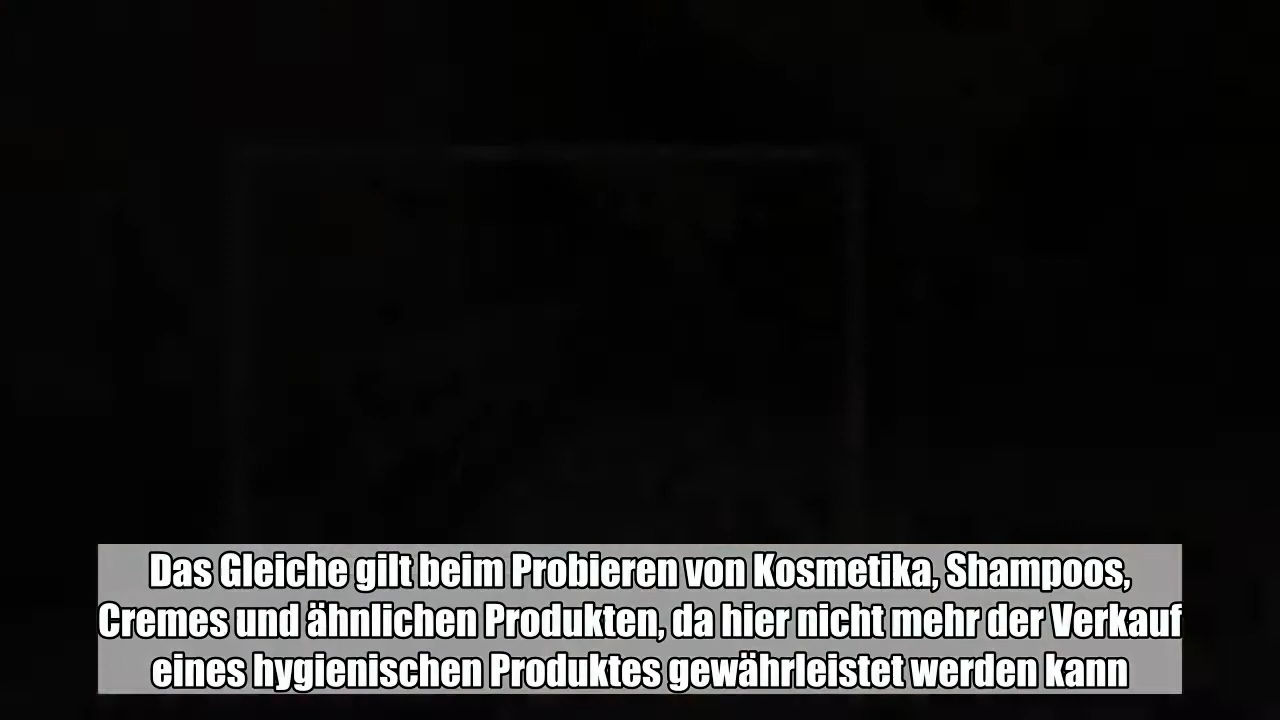 Das Gleiche gilt beim Probieren von Kosmetika, Shampoos,
Cremes und ähnlichen Produkten, da hier nicht mehr der Verkauf
eines hygienischen Produktes gewährleistet werden kann